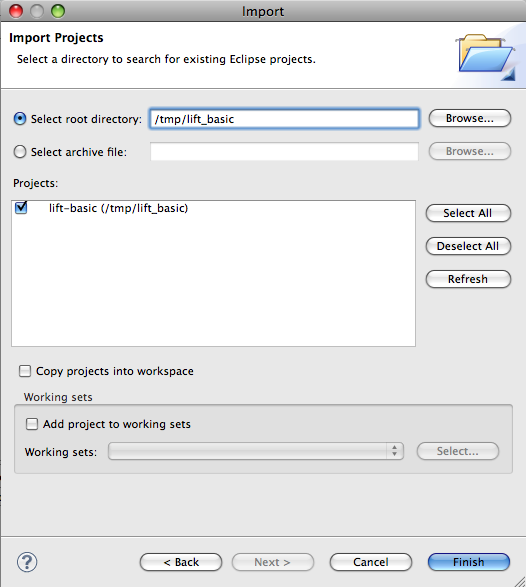 Import
Import Projects
Select a directory to search for existing Eclipse projects.
Select root directory: /tmp/lift_basic Browse...
Select archive file: Browse...
Projects:
lift-basic (/tmp/lift_basic)
Select All
Deselect All
Refresh
Copy projects into workspace
Working sets
Add project to working sets
Working sets: Select...
? < Back Next > Cancel Finish